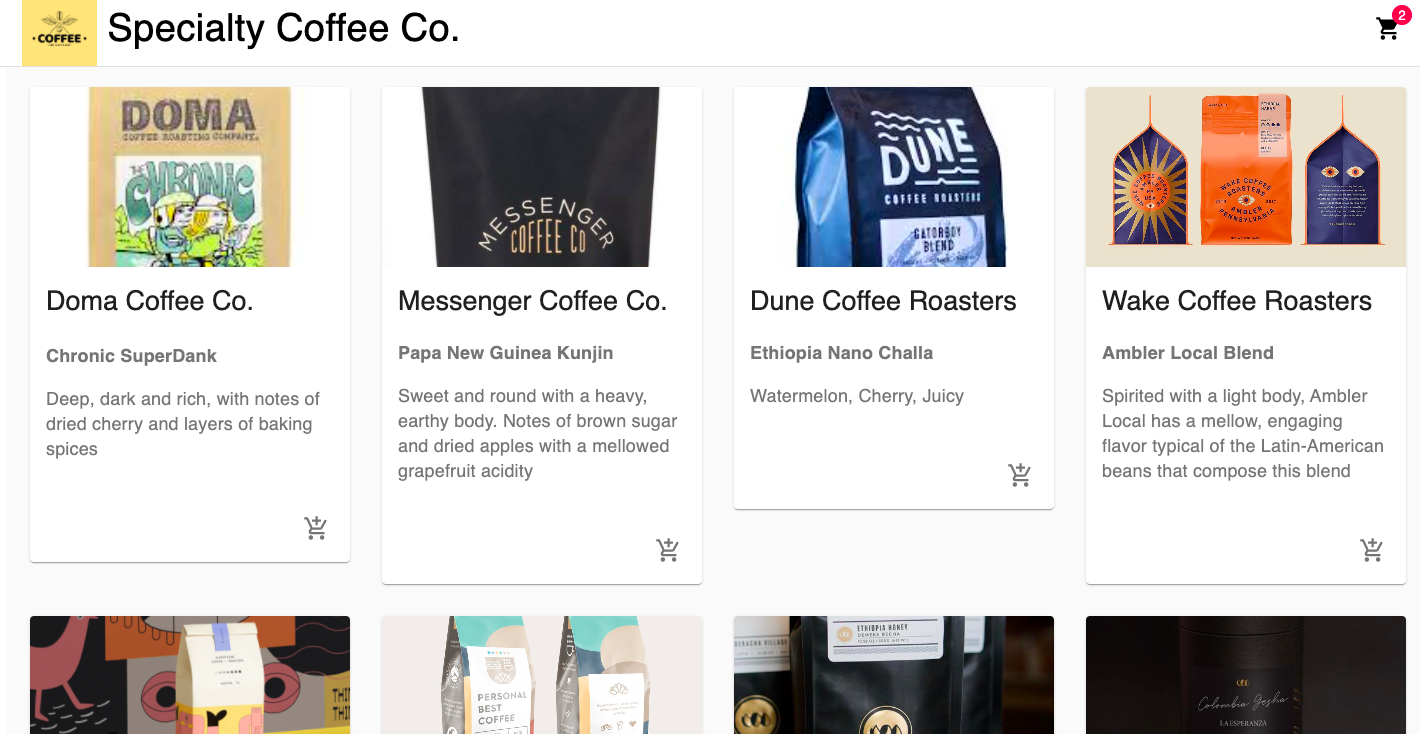 COFFEE
Specialty Coffee Co.
2
DOMA
COFFEE ROASTING COMPANY.
THE
CHRONIC
MESSENGER
COFFEE CO
DUNE
COFFEE ROASTERS
GATORBOY
BLEND
WAKE COFFEE
ROASTERS
AMBLER
PENNSYLVANIA
Doma Coffee Co.
Messenger Coffee Co.
Dune Coffee Roasters
Wake Coffee Roasters
Chronic SuperDank
Papa New Guinea Kunjin
Ethiopia Nano Challa
Ambler Local Blend
Deep, dark and rich, with notes of
dried cherry and layers of baking
spices
Sweet and round with a heavy,
earthy body. Notes of brown sugar
and dried apples with a mellowed
grapefruit acidity
Watermelon, Cherry, Juicy
Spirited with a light body, Ambler
Local has a mellow, engaging
flavor typical of the Latin-American
beans that compose this blend
PERSONAL
BEST
COFFEE
ETHIOPIA HONEY
Colombia Gesha
LA ESPERANZA